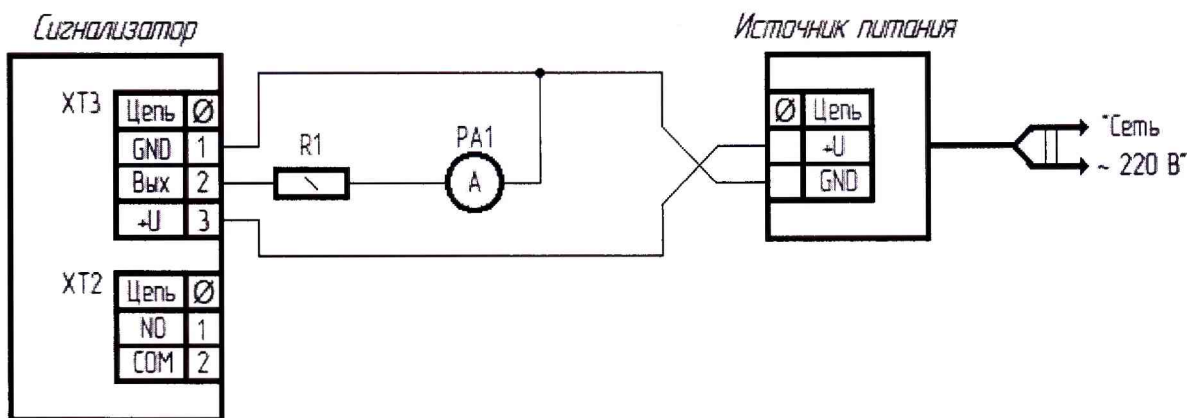 Сигнализатор
Источник питания
XT3
Цепь Ø
GND 1
Вых 2
+U 3
R1
PA1
A
Ø Цепь
+U
GND
"Сеть
~ 220 В"
XT2
Цепь Ø
NO 1
COM 2